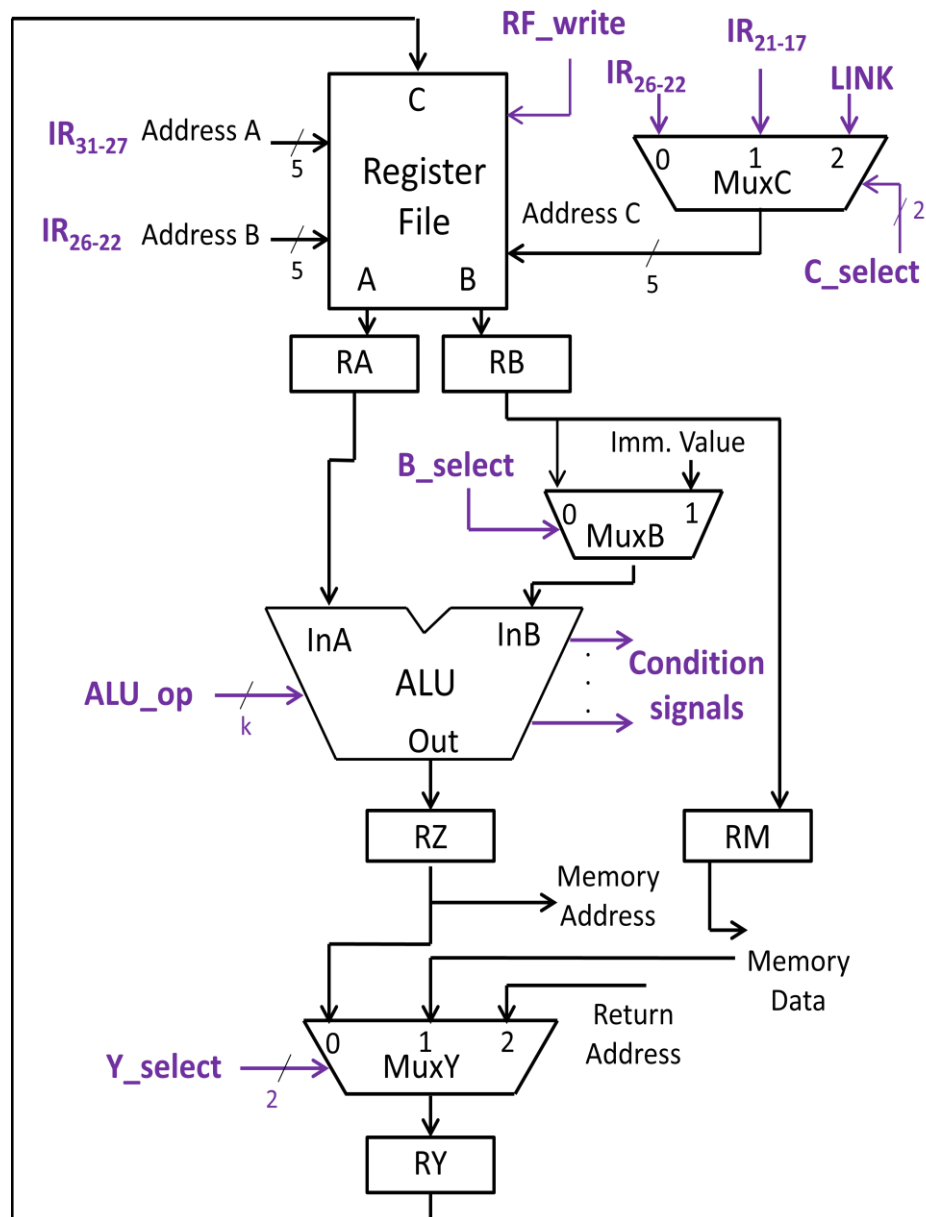 RF_write
IR21-17
IR26-22
LINK
C
IR31-27 Address A
5
0 1 2
MuxC
Register
File
Address C
2
IR26-22 Address B
5
5
C_select
A B
RA
RB
Imm. Value
B_select
0 1
MuxB
InA InB
ALU
Condition
signals
ALU_op
k
Out
RZ
RM
Memory
Address
Memory
Data
Return
Address
0 1 2
MuxY
Y_select
2
RY